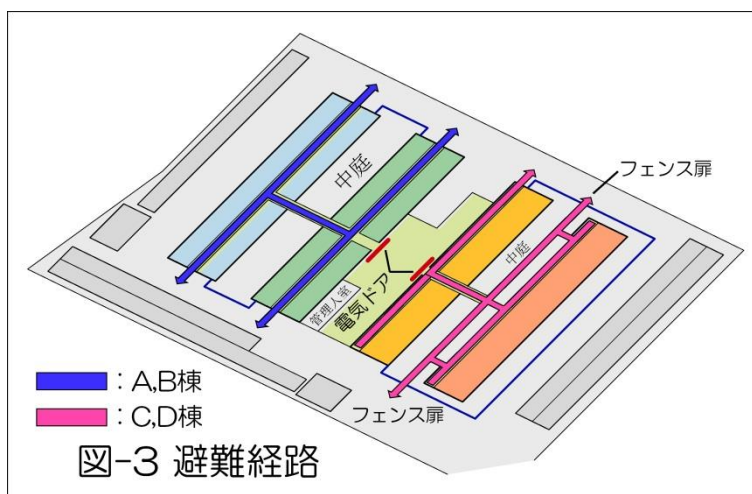 中庭
フェンス扉
中庭
管理人室
電気ドア
フェンス扉
：A,B棟
：C,D棟
図-3 避難経路